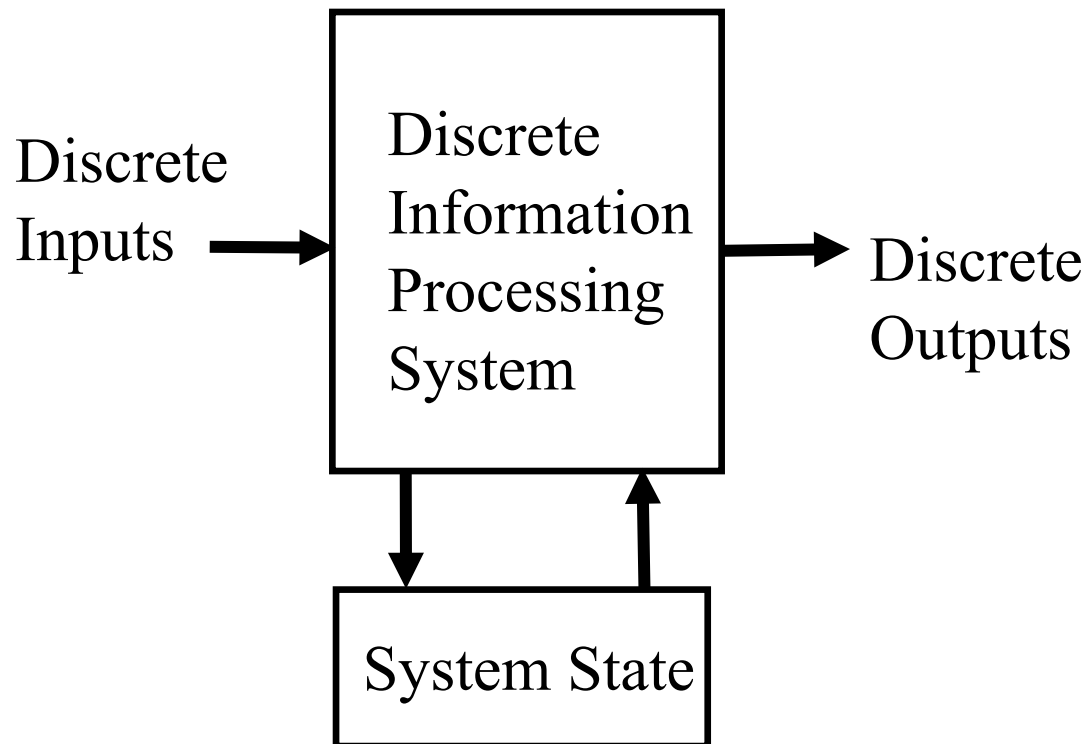 Discrete
Inputs
Discrete
Information
Processing
System
Discrete
Outputs
System State